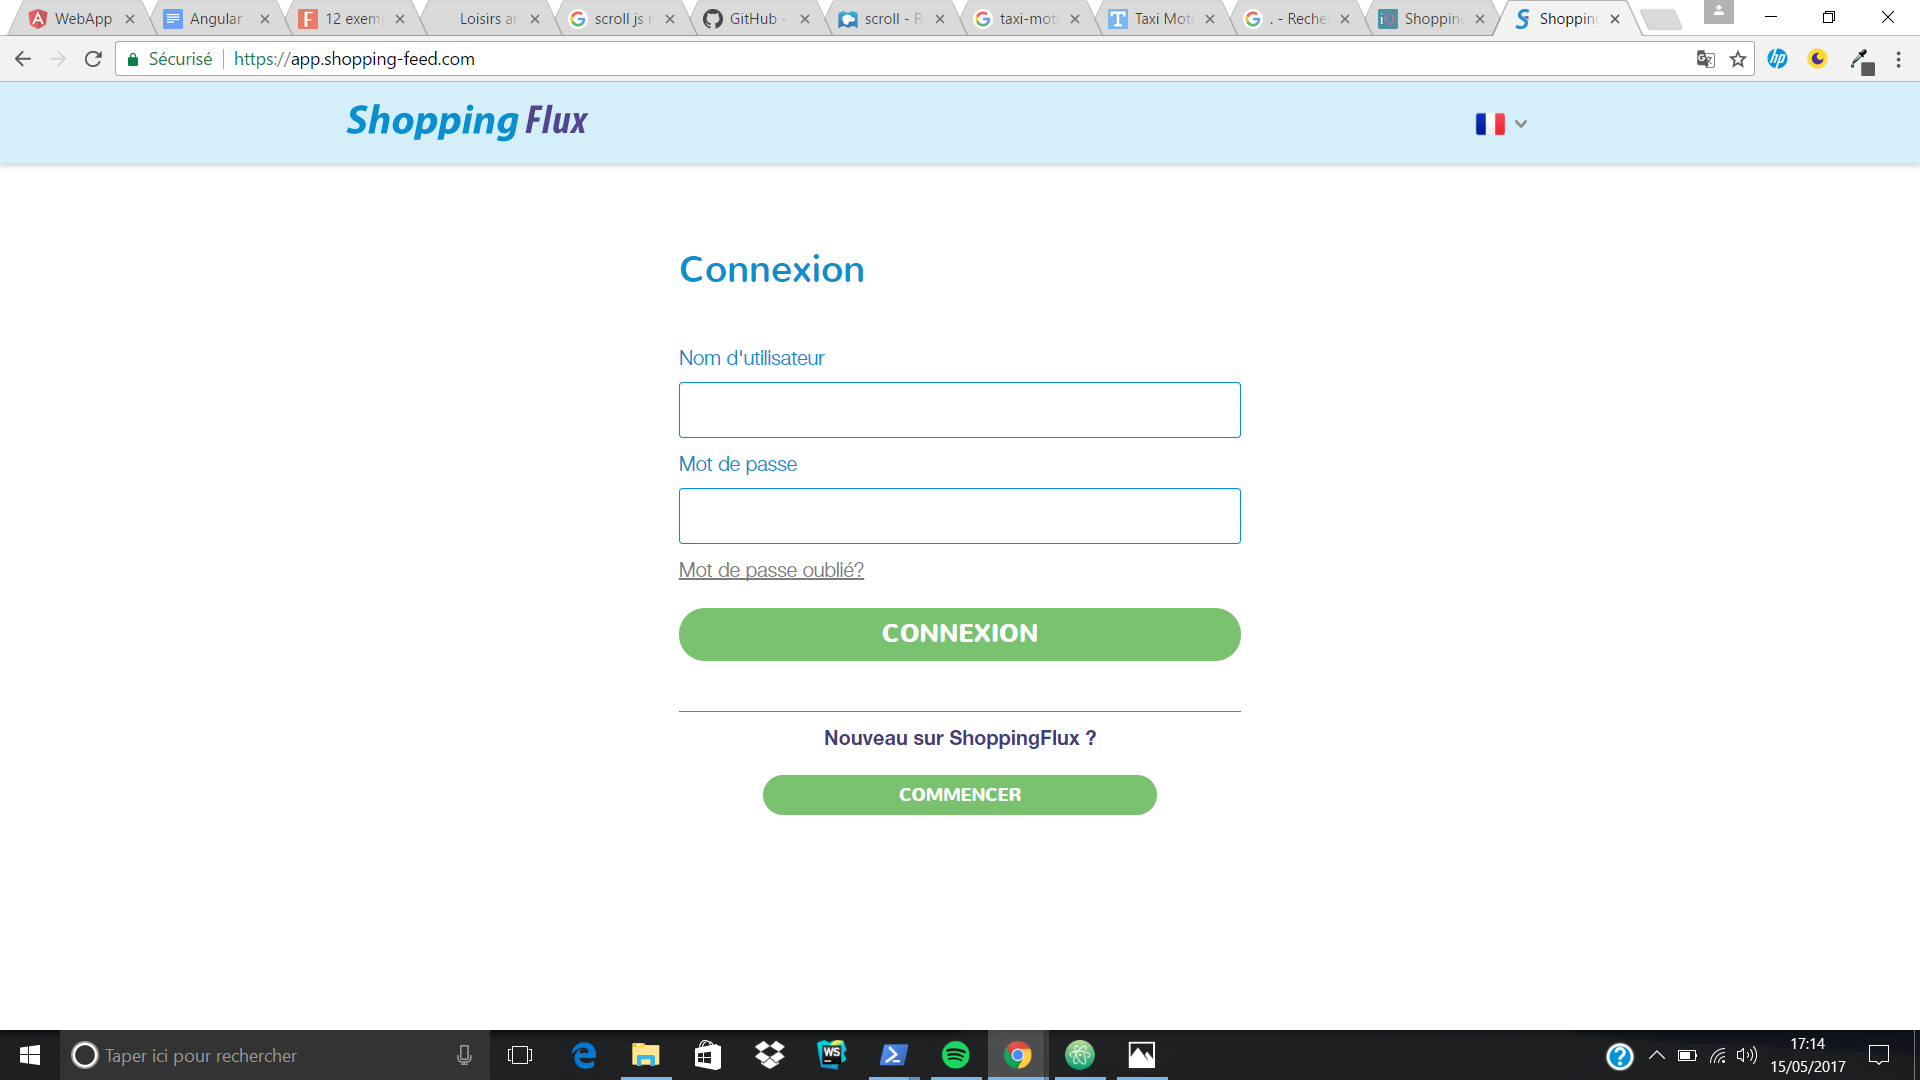 WebApp
Angular
12 exem
Loisirs ar
scroll js
GitHub -
scroll - R
taxi-mot
Taxi Mot
. - Reche
Shopping
Shopping
Sécurisé
https://app.shopping-feed.com
Shopping Flux
Connexion
Nom d'utilisateur
Mot de passe
Mot de passe oublié?
CONNEXION
Nouveau sur ShoppingFlux ?
COMMENCER
Taper ici pour rechercher
17:14
15/05/2017